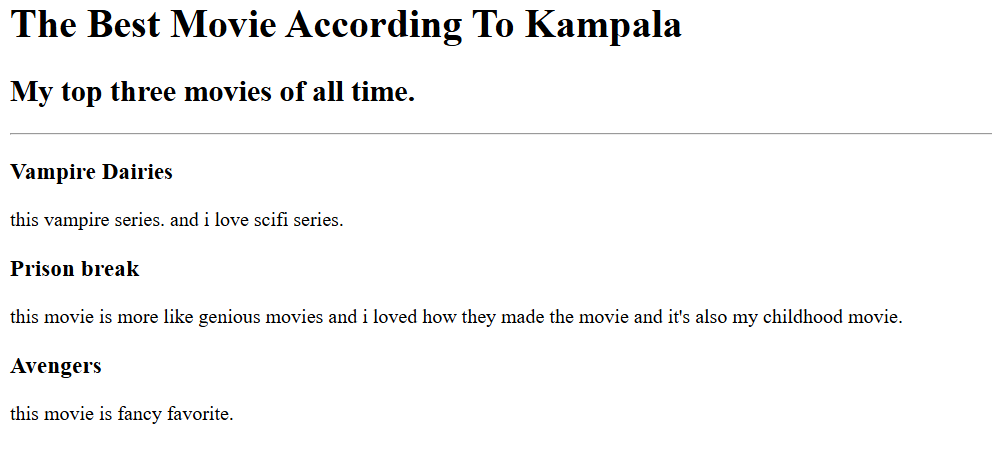 The Best Movie According To Kampala
My top three movies of all time.
Vampire Dairies
this vampire series. and i love scifi series.
Prison break
this movie is more like genious movies and i loved how they made the movie and it's also my childhood movie.
Avengers
this movie is fancy favorite.